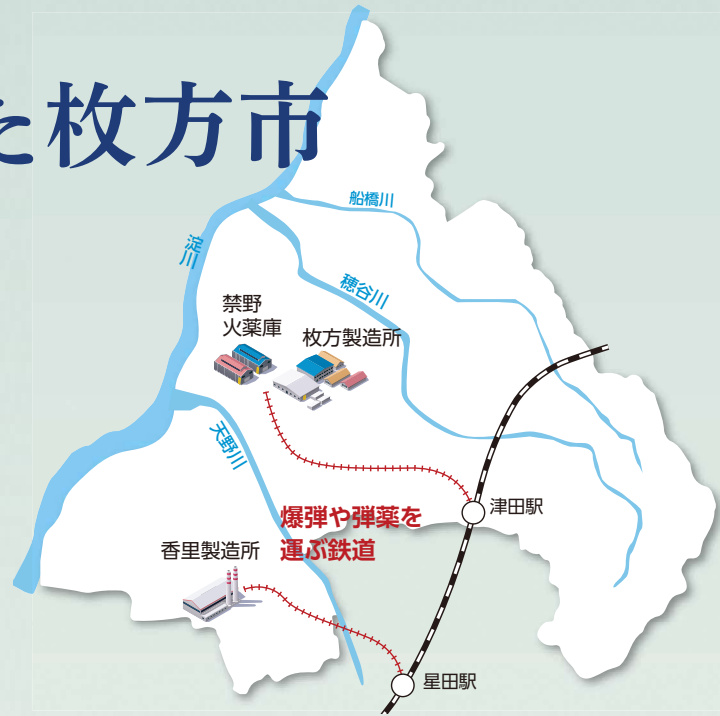 た枚方市
船橋川
淀川
穂谷川
禁野
火薬庫
枚方製造所
天野川
爆弾や弾薬を
運ぶ鉄道
津田駅
香里製造所
星田駅